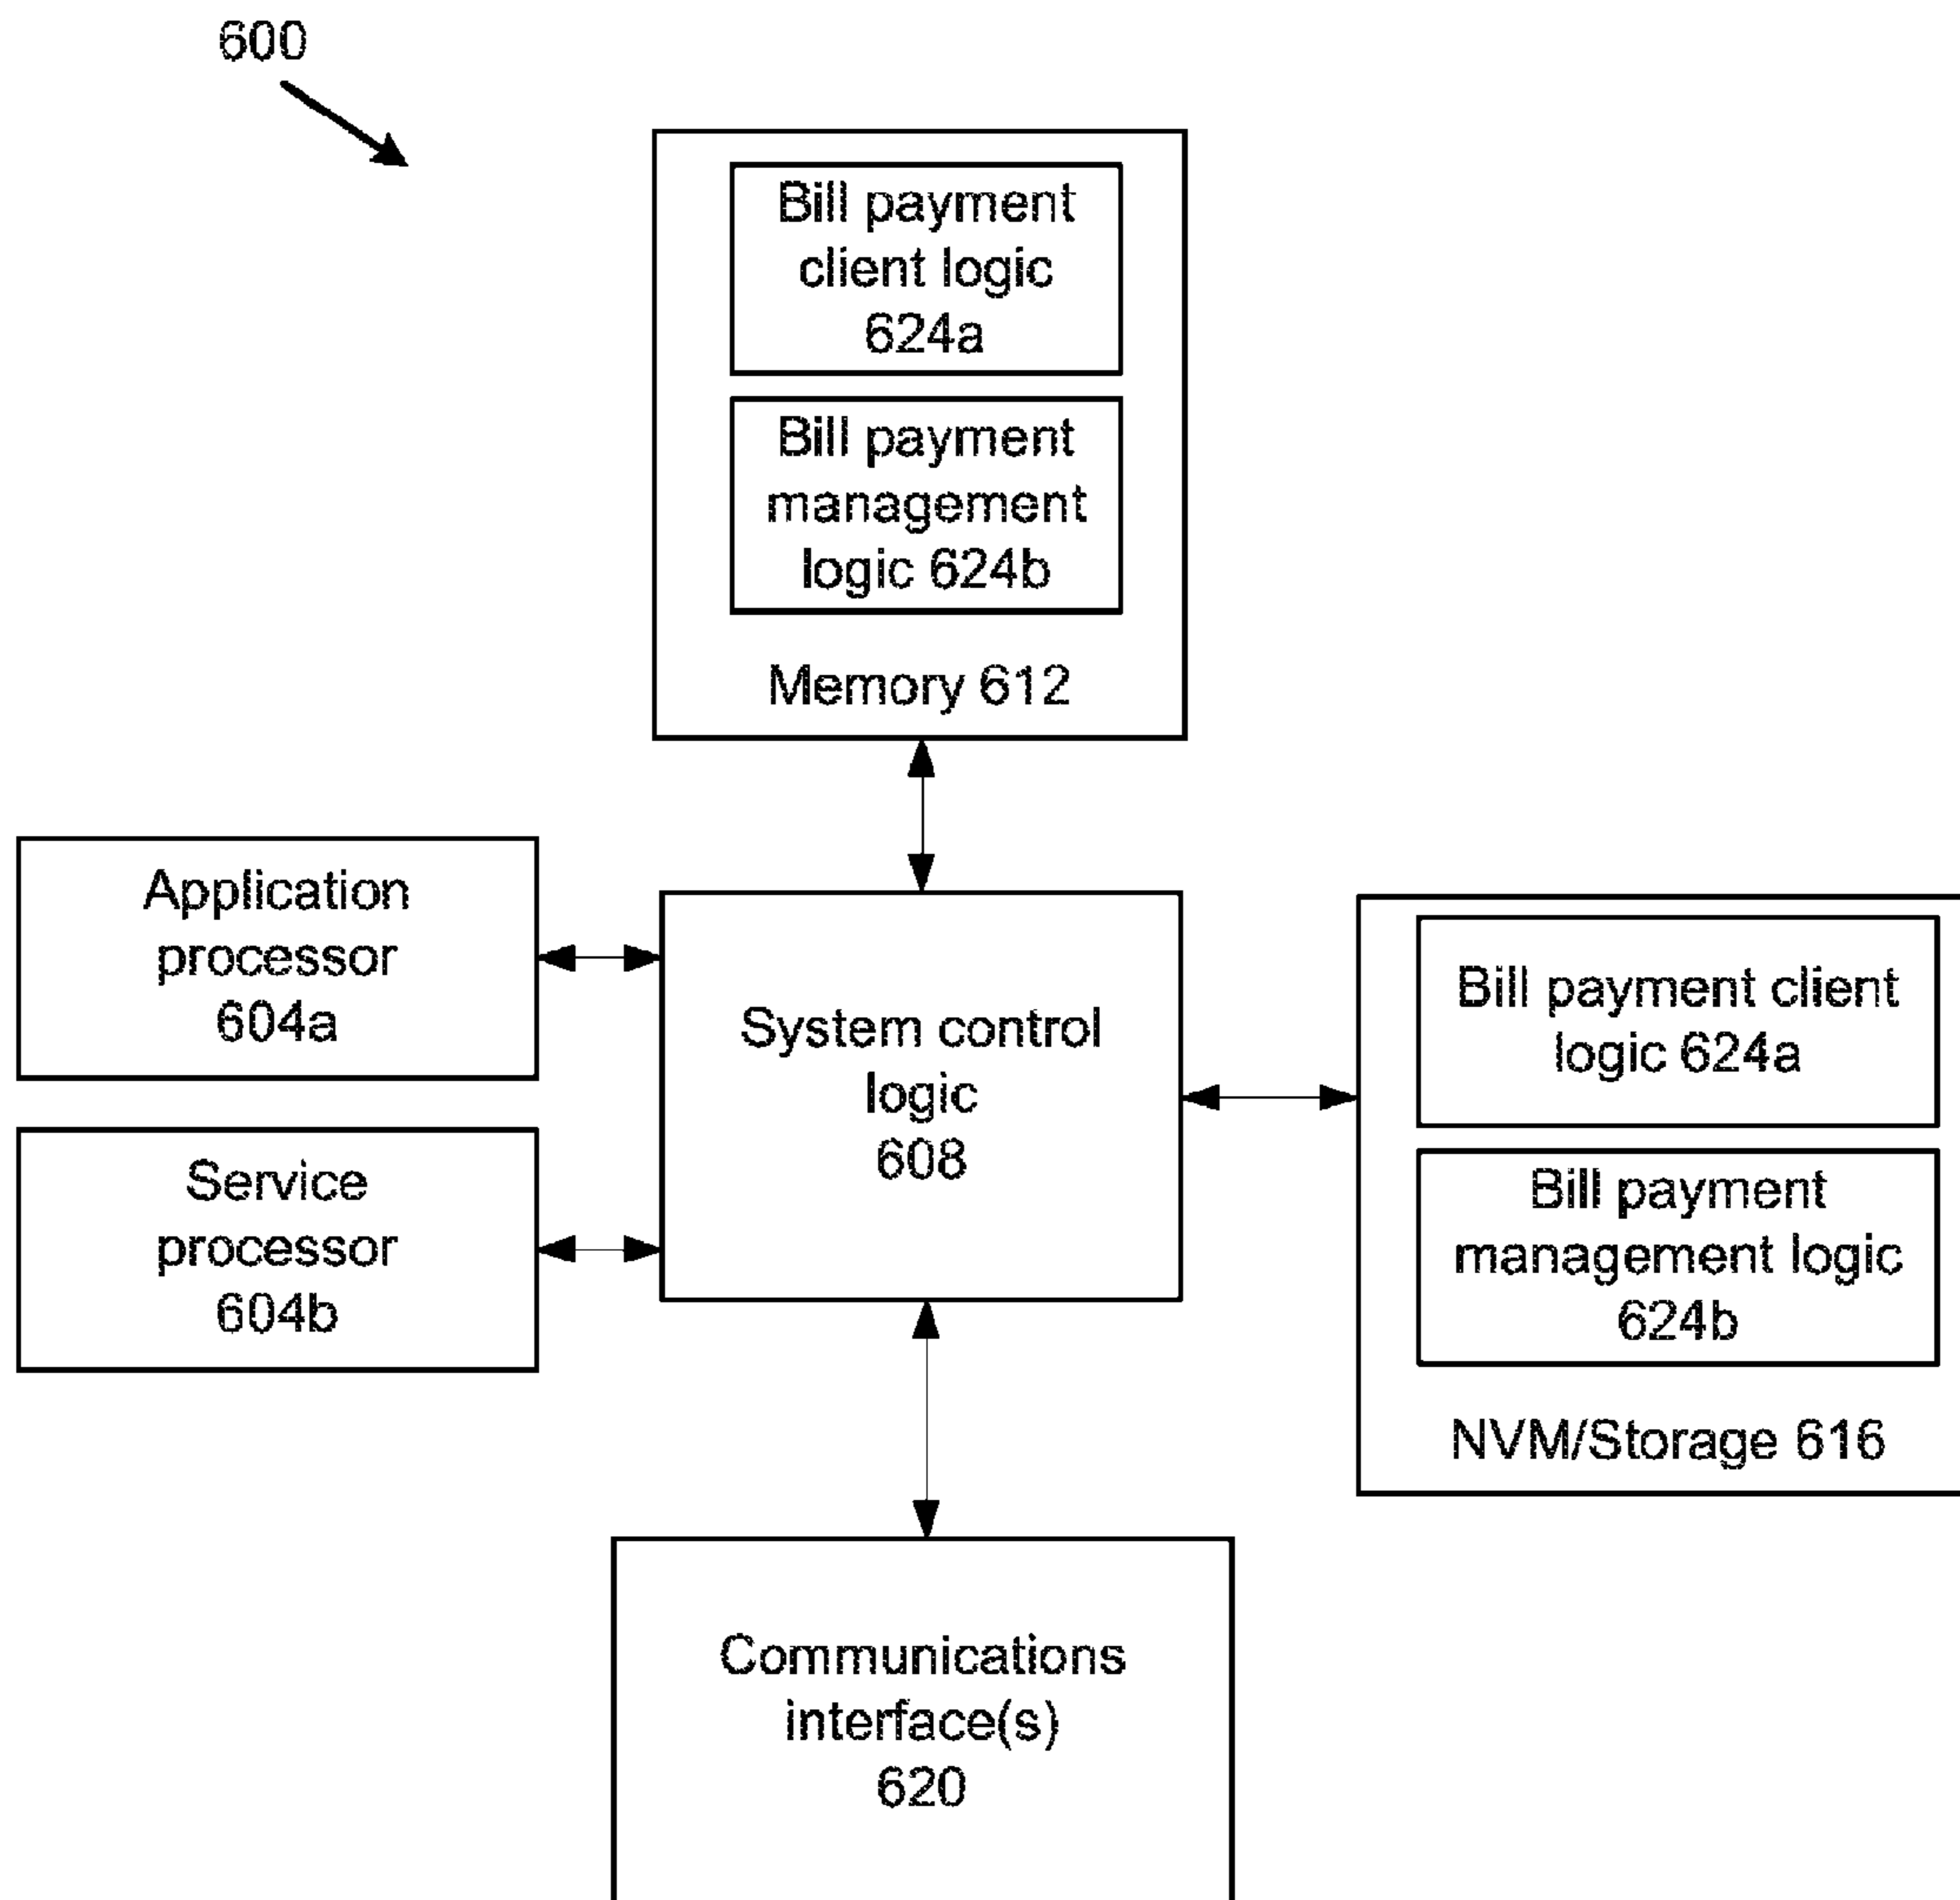 600
Bill payment
client logic
624a
Bill payment
management
logic 624b
Memory 612
Application
processor
604a
Service
processor
604b
System control
logic
608
Bill payment client
logic 624a
Bill payment
management logic
624b
NVM/Storage 616
Communications
interface(s)
620